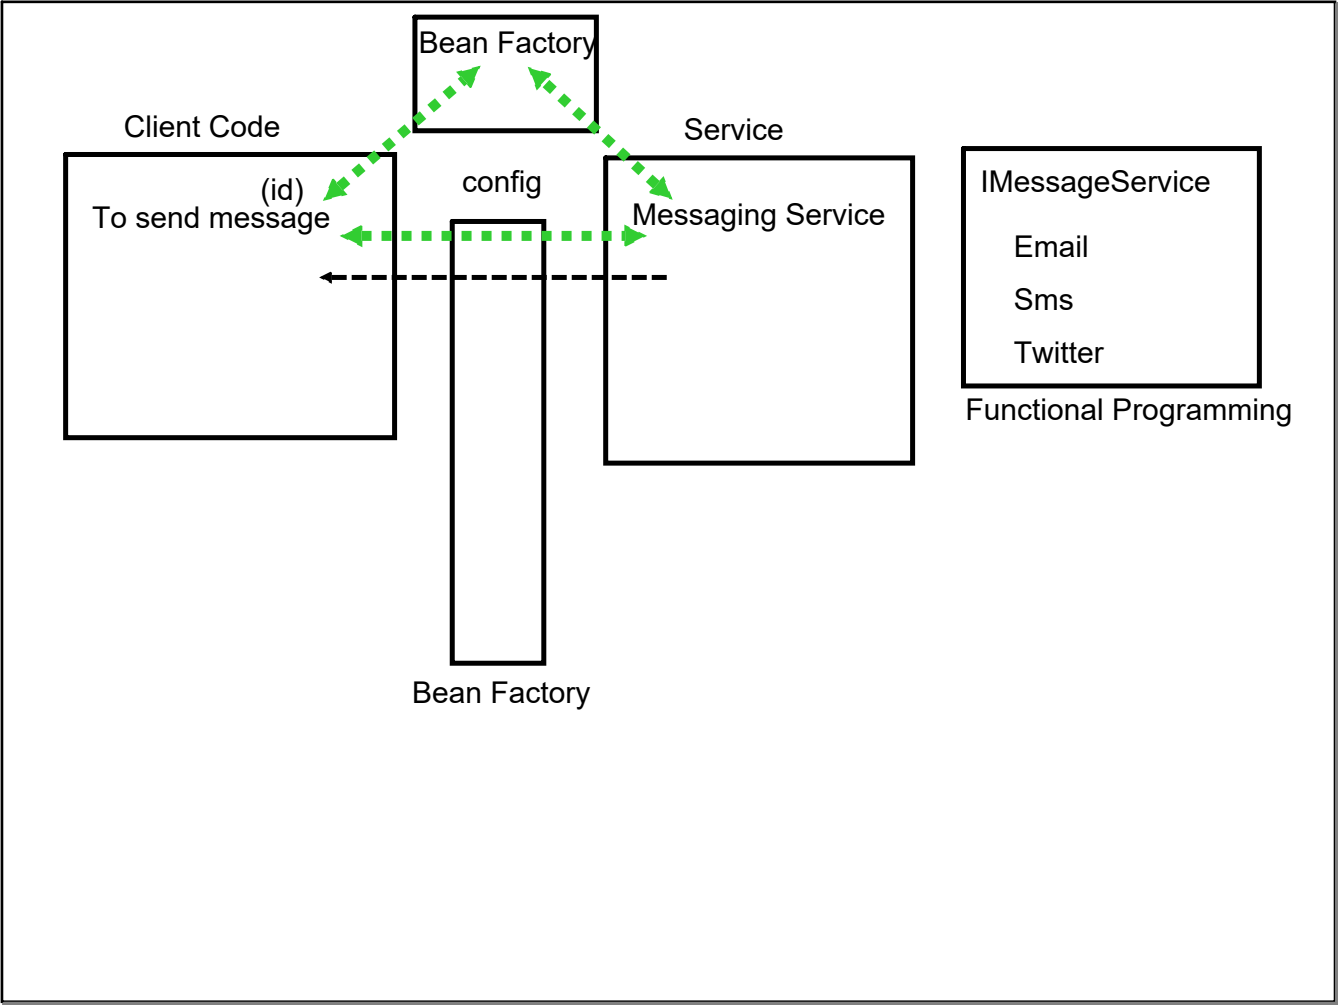 Bean Factory
Client Code
Service
(id)
To send message
config
Messaging Service
IMessageService
Email
Sms
Twitter
Functional Programming
Bean Factory